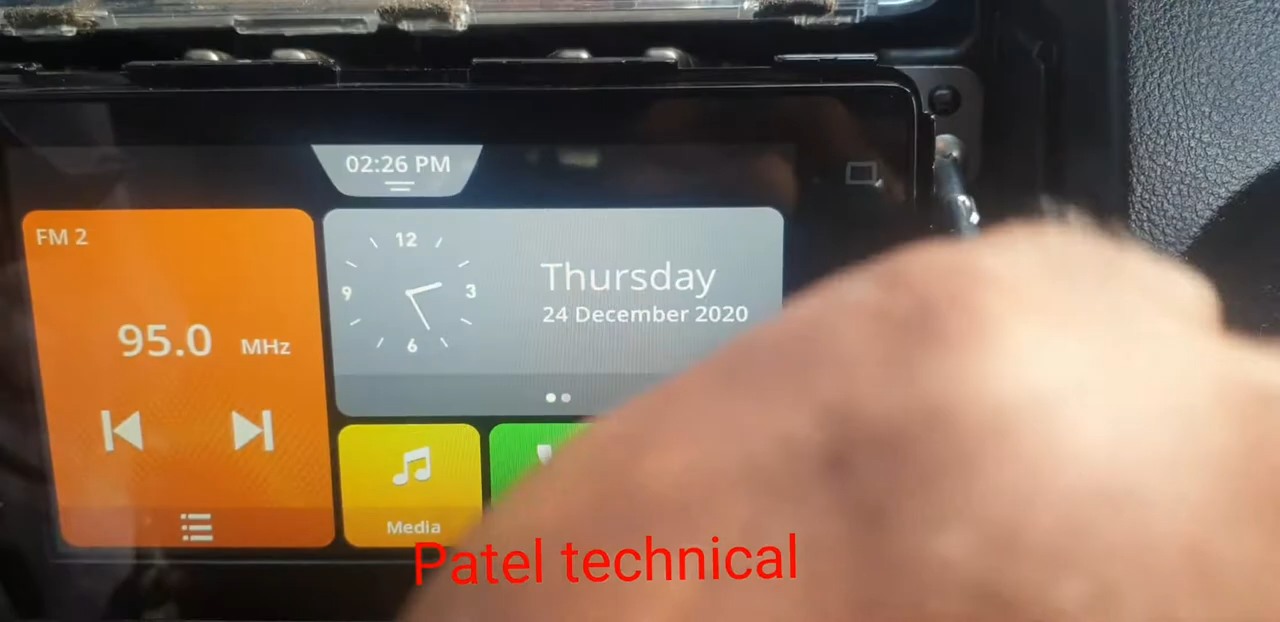 02:26 PM
FM 2
95.0 MHz
12
9
3
6
Thursday
24 December 2020
Media
Patel technical